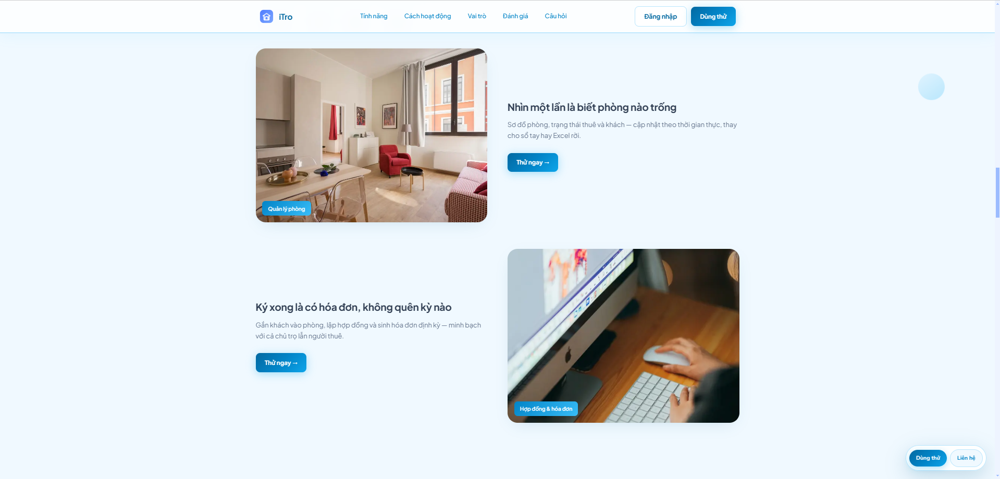 iTro
Tính năng
Cách hoạt động
Vai trò
Đánh giá
Câu hỏi
Đăng nhập
Dùng thử
Quản lý phòng
Nhìn một lần là biết phòng nào trống
Sơ đồ phòng, trạng thái thuê và khách — cập nhật theo thời gian thực, thay
cho sổ tay hay Excel rời.
Thử ngay →
Ký xong là có hóa đơn, không quên kỳ nào
Gắn khách vào phòng, lập hợp đồng và sinh hóa đơn định kỳ — minh bạch
với cả chủ trọ lẫn người thuê.
Thử ngay →
Hợp đồng & hóa đơn
Dùng thử
Liên hệ